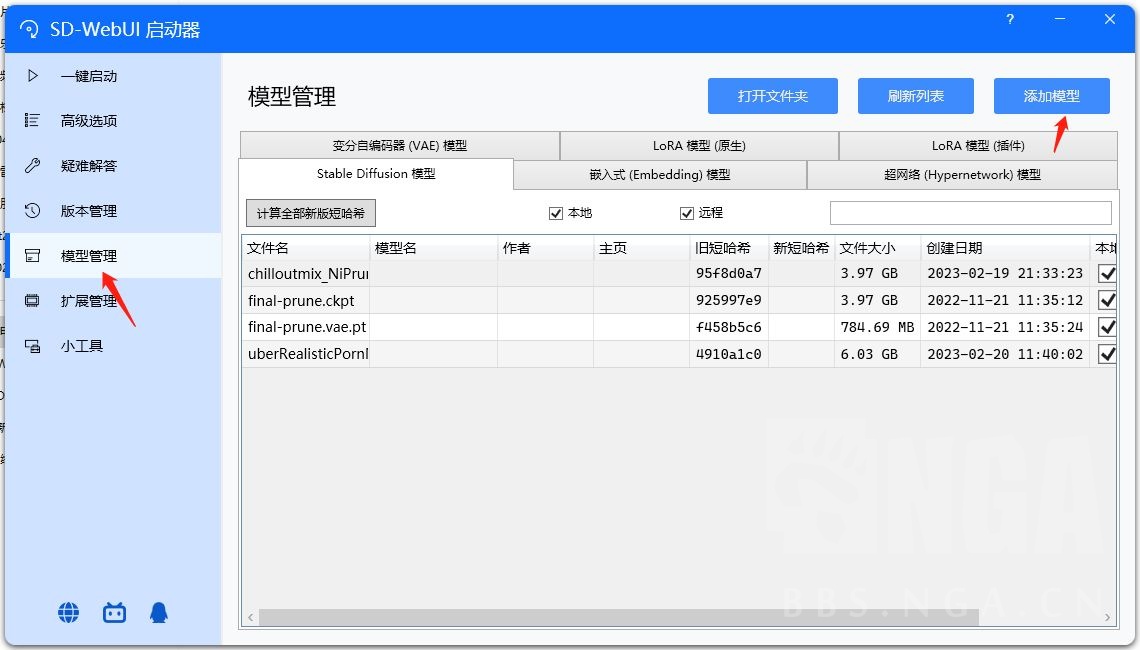 SD-WebUI 启动器
?
一键启动
高级选项
疑难解答
版本管理
模型管理
扩展管理
小工具
模型管理
打开文件夹 刷新列表 添加模型
变分自编码器 (VAE) 模型 LoRA 模型 (原生) LoRA 模型 (插件)
Stable Diffusion 模型 嵌入式 (Embedding) 模型 超网络 (Hypernetwork) 模型
计算全部新版短哈希 本地 远程
文件名 模型名 作者 主页 旧短哈希 新短哈希 文件大小 创建日期 本地
chilloutmix_NiPrun 95f8d0a7 3.97 GB 2023-02-19 21:33:23
final-prune.ckpt 925997e9 3.97 GB 2022-11-21 11:35:12
final-prune.vae.pt f458b5c6 784.69 MB 2022-11-21 11:35:24
uberRealisticPornI 4910a1c0 6.03 GB 2023-02-20 11:40:02
NGA
BBS.NGA.CN